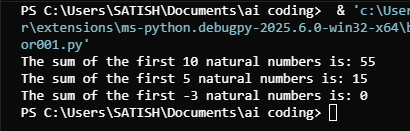 PS C:\Users\SATISH\Documents\ai coding>  & 'c:\User
r\extensions\ms-python.debugpy-2025.6.0-win32-x64\b
or001.py'
The sum of the first 10 natural numbers is: 55
The sum of the first 5 natural numbers is: 15
The sum of the first -3 natural numbers is: 0
PS C:\Users\SATISH\Documents\ai coding>